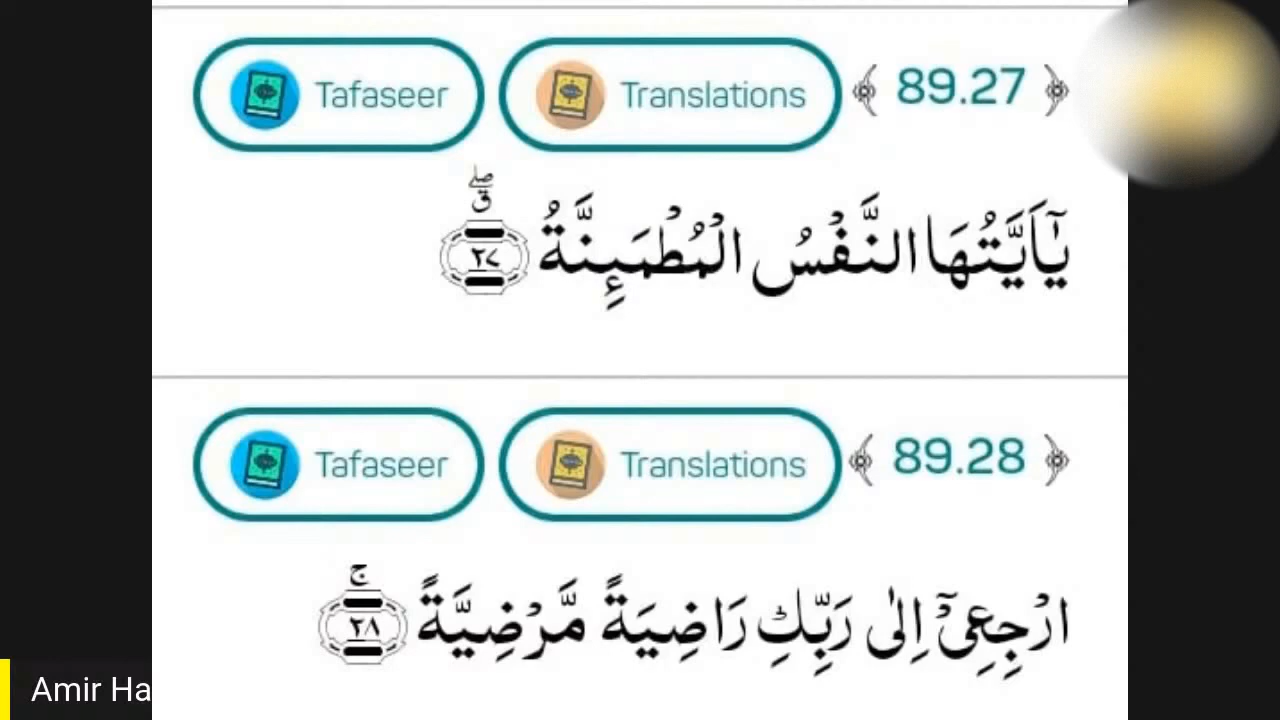 Tafaseer Translations ﴾ 89.27 ﴿
يٰۤاَيَّتُهَا النَّفْسُ الْمُطْمَىِٕنَّةُ ۗۖ ٢٧
Tafaseer Translations ﴾ 89.28 ﴿
ارْجِعِىْۤ اِلٰى رَبِّكِ رَاضِيَةً مَّرْضِيَّةً ۚ ٢٨
Amir Ha